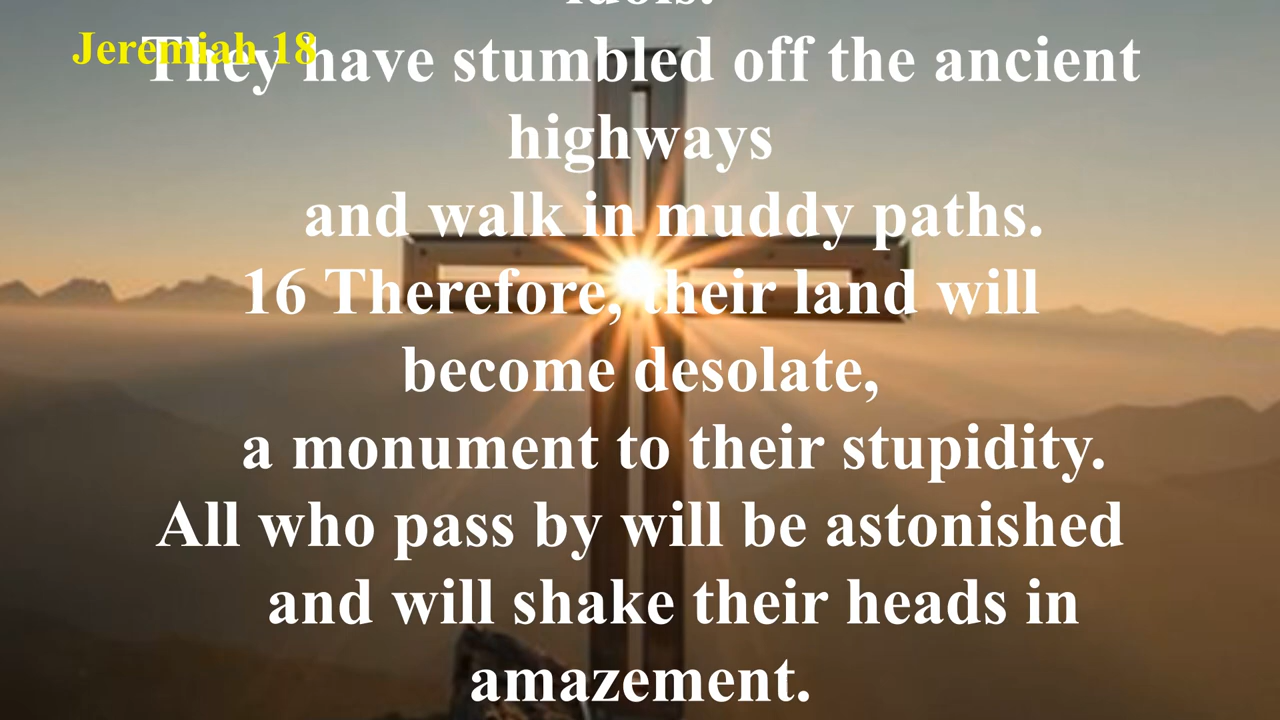 idols.
Jeremiah 18
They have stumbled off the ancient
highways
and walk in muddy paths.
16 Therefore, their land will
become desolate,
a monument to their stupidity.
All who pass by will be astonished
and will shake their heads in
amazement.